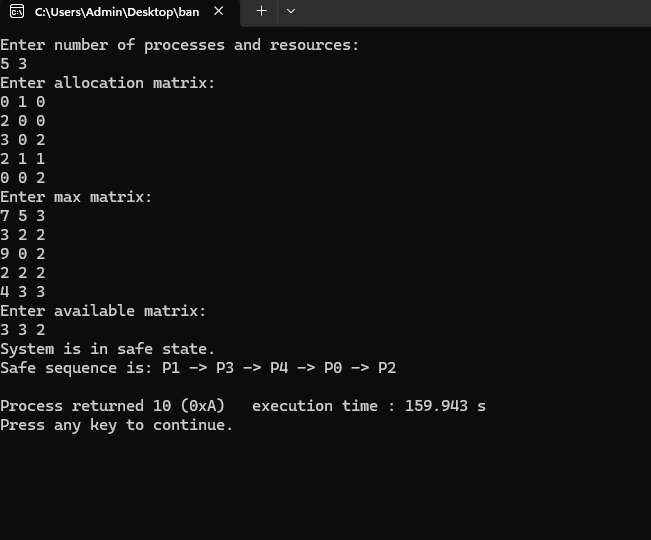 C:\Users\Admin\Desktop\ban
Enter number of processes and resources:
5 3
Enter allocation matrix:
0 1 0
2 0 0
3 0 2
2 1 1
0 0 2
Enter max matrix:
7 5 3
3 2 2
9 0 2
2 2 2
4 3 3
Enter available matrix:
3 3 2
System is in safe state.
Safe sequence is: P1 -> P3 -> P4 -> P0 -> P2
Process returned 10 (0xA)   execution time : 159.943 s
Press any key to continue.